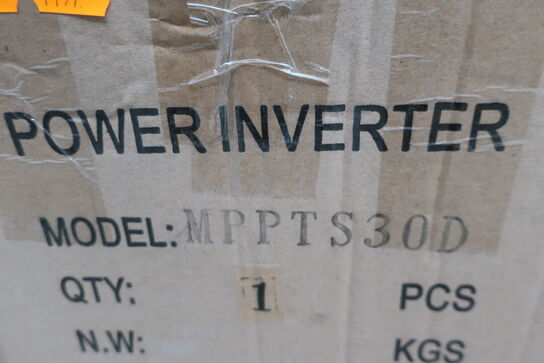 POWER INVERTER
MODEL: MPPTS30D
QTY: 1 PCS
N.W: KGS